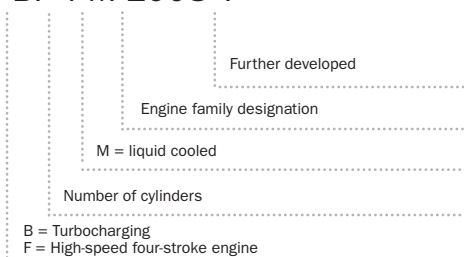 Further developed
Engine family designation
M = liquid cooled
Number of cylinders
B = Turbocharging
F = High-speed four-stroke engine